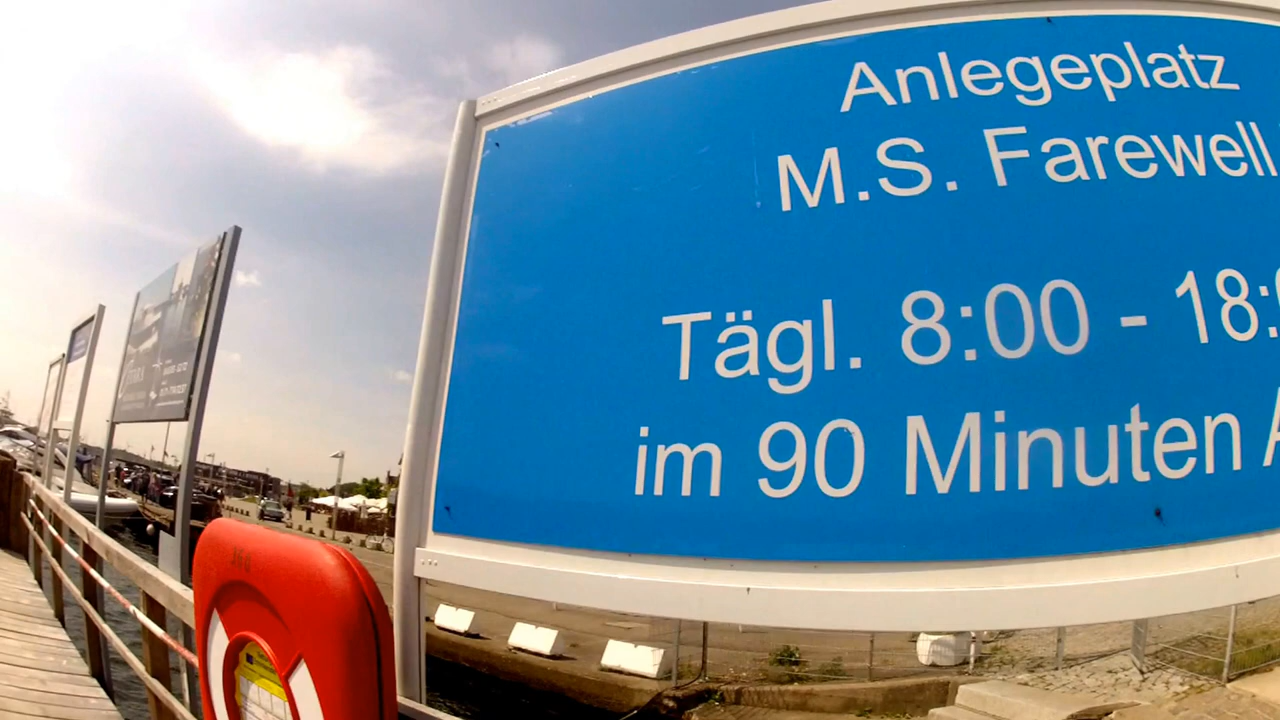 Anlegeplatz
M.S. Farewell
Tägl. 8:00 - 18:
im 90 Minuten